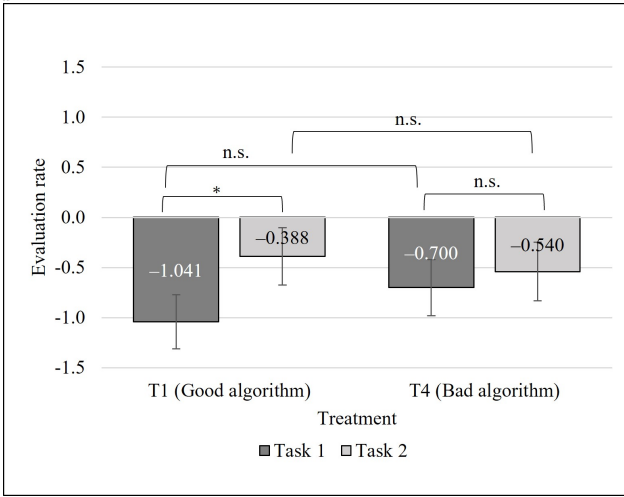 1.5
1.0
n.s.
n.s.
0.5
*
n.s.
0.0
Evaluation rate
–0.388
–0.540
–0.700
-0.5
–1.041
-1.0
-1.5
T1 (Good algorithm) T4 (Bad algorithm)
Treatment
Task 1 Task 2